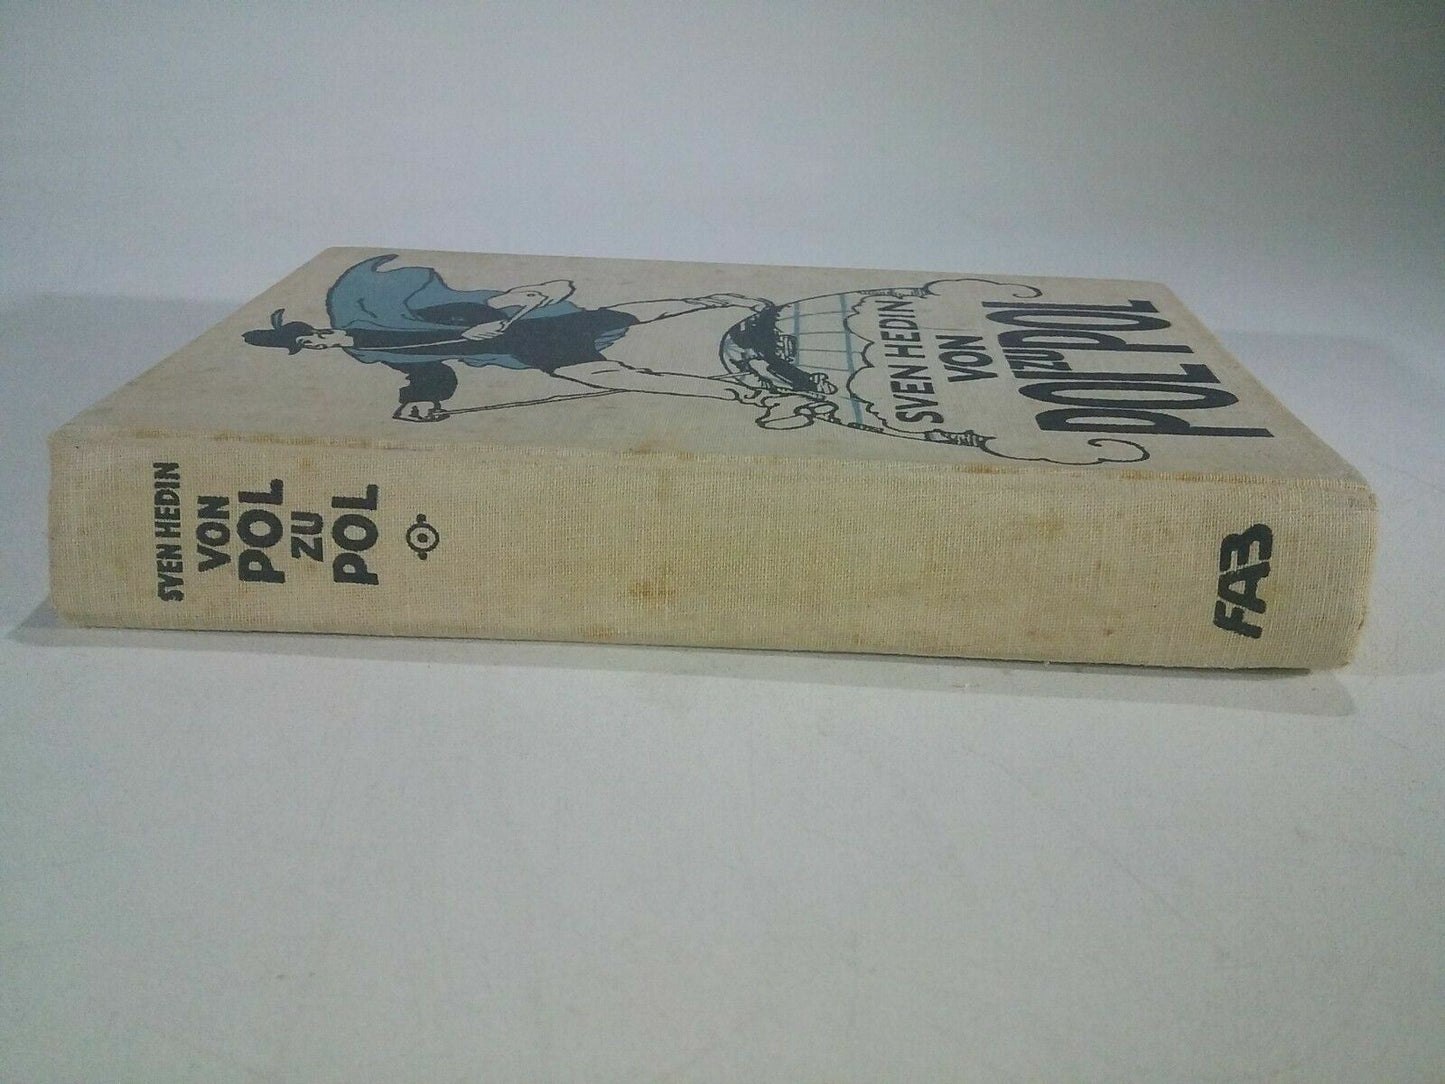 SVEN HEDIN
VON
POL
ZU
POL
FAB
SVEN HEDIN
VON
POL ZU POL